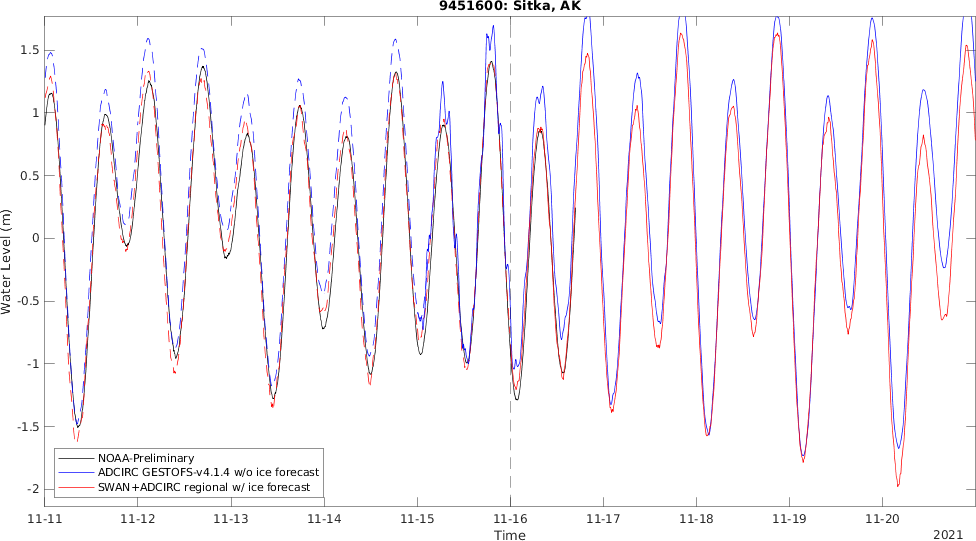 9451600: Sitka, AK
Water Level (m)
1.5
1
0.5
0
-0.5
-1
-1.5
-2
NOAA-Preliminary
ADCIRC GESTOFS-v4.1.4 w/o ice forecast
SWAN+ADCIRC regional w/ ice forecast
11-11 11-12 11-13 11-14 11-15 11-16 11-17 11-18 11-19 11-20
Time
2021